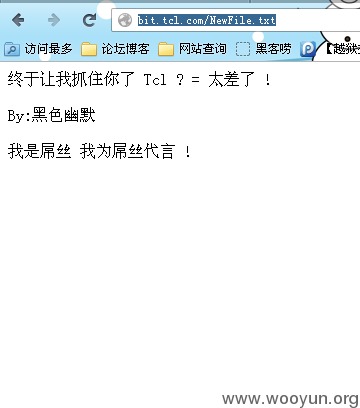 bit.tcl.com/NewFile.txt
访问最多 论坛博客 网站查询 黑客唠
终于让我抓住你了 Tcl ? = 太差了 !
By:黑色幽默
我是屌丝 我为屌丝代言 !
www.wooyun.org